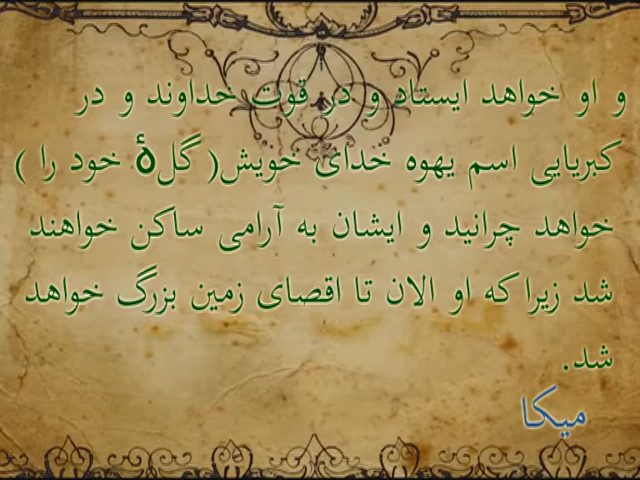 و او خواهد ایستاد و در قوت خداوند و در
کبریایی اسم یهوه خدای خویش( گلۀ خود را )
خواهد چرانید و ایشان به آرامی ساکن خواهند
شد زیرا که او الان تا اقصای زمین بزرگ خواهد
شد.
میکا